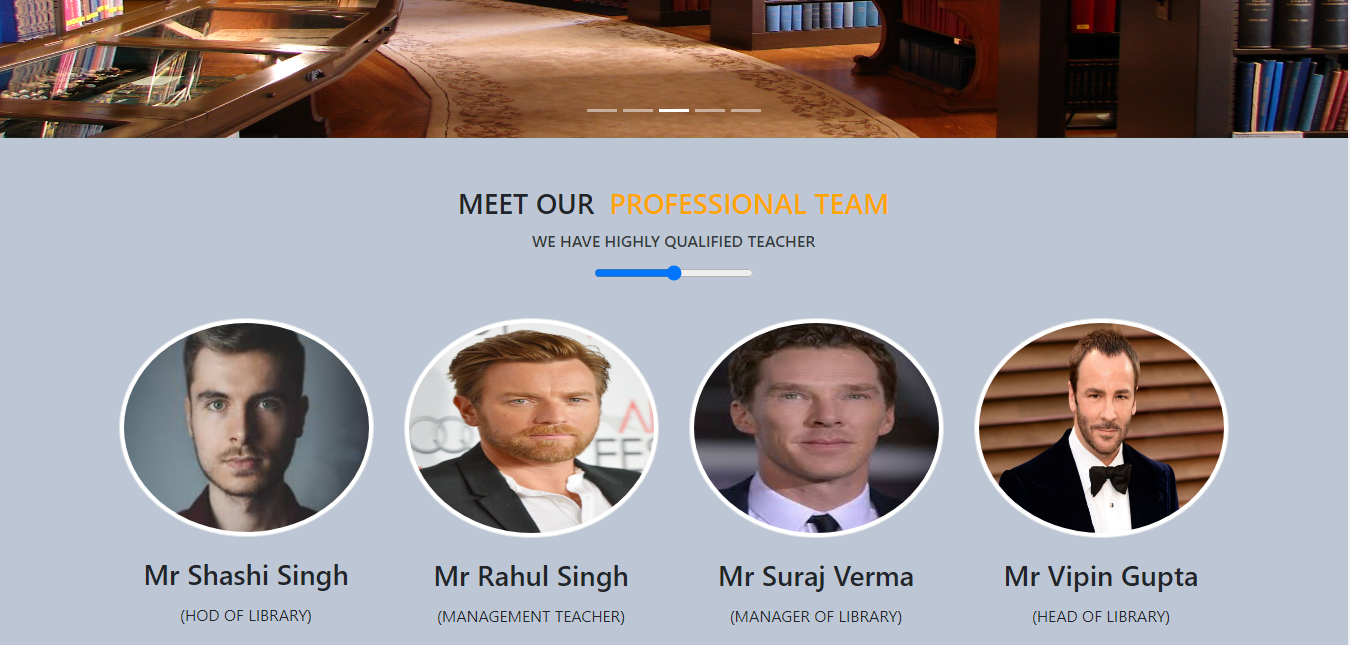 MEET OUR PROFESSIONAL TEAM
WE HAVE HIGHLY QUALIFIED TEACHER
Mr Shashi Singh
Mr Rahul Singh
Mr Suraj Verma
Mr Vipin Gupta
(HOD OF LIBRARY)
(MANAGEMENT TEACHER)
(MANAGER OF LIBRARY)
(HEAD OF LIBRARY)